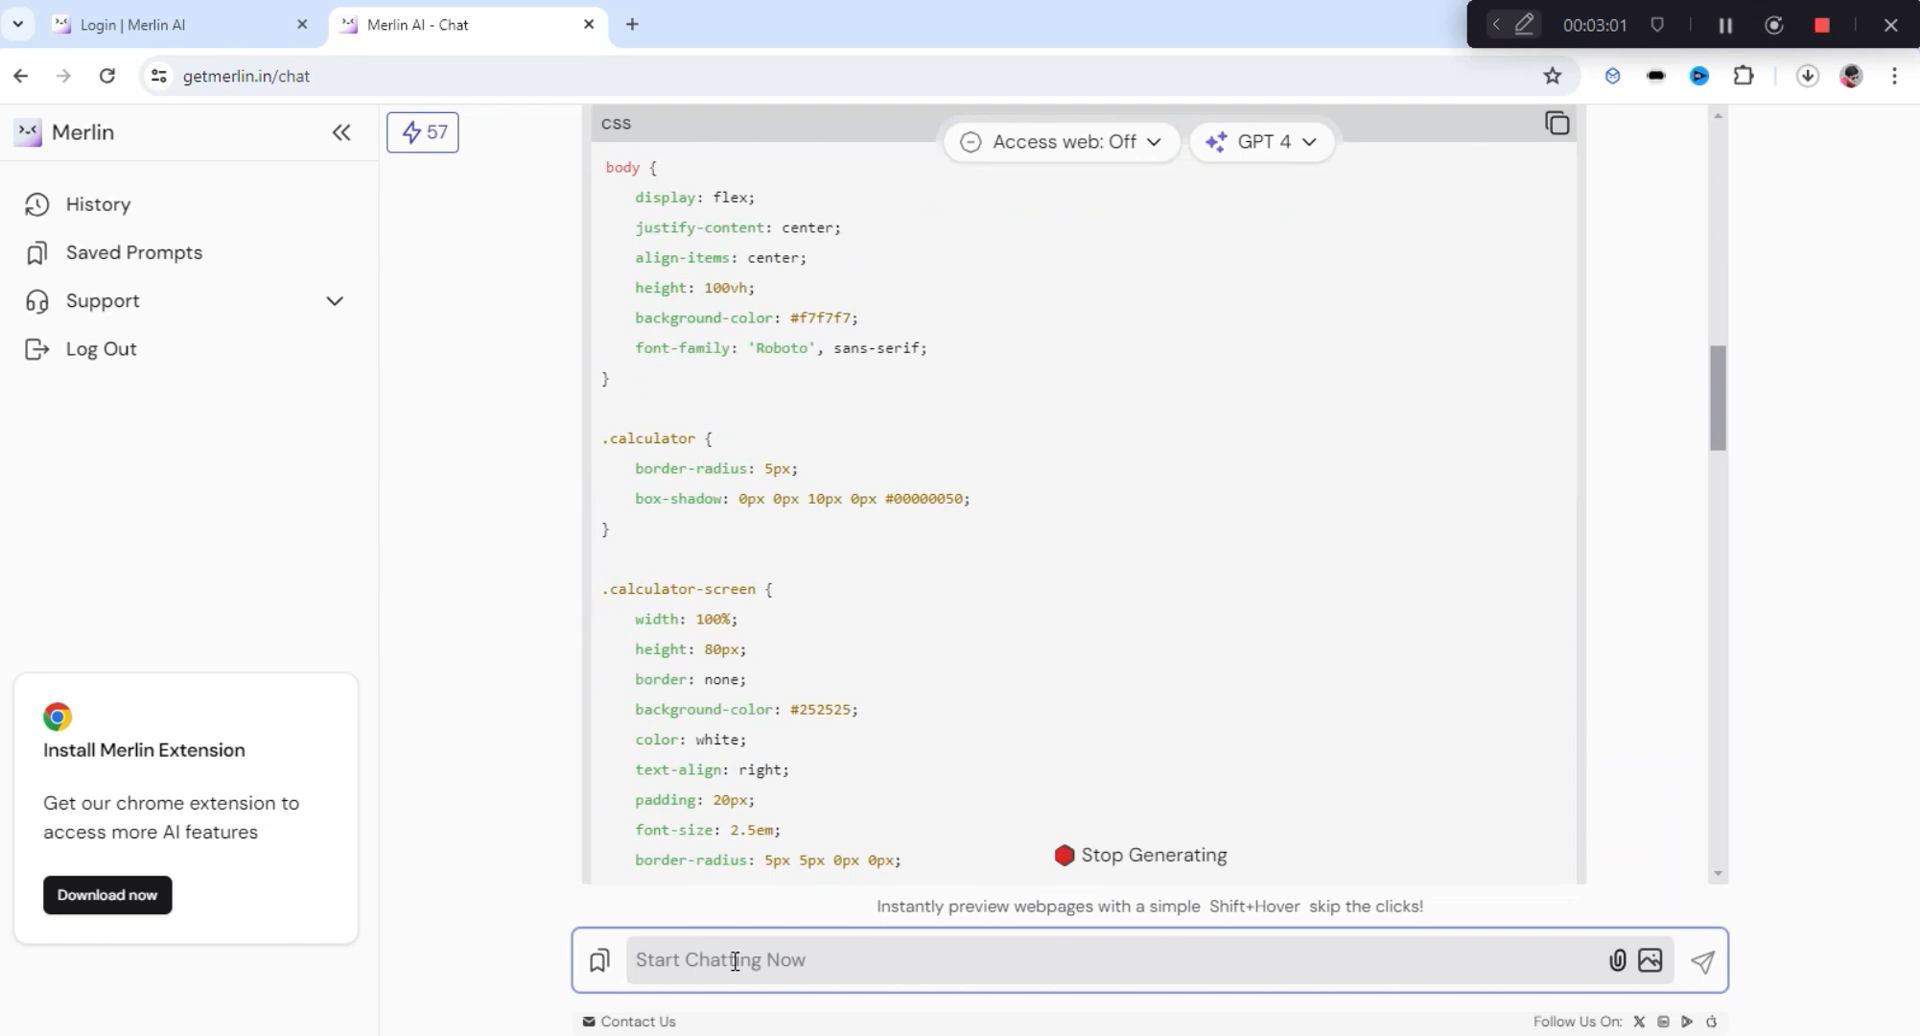 Login | Merlin AI
Merlin AI - Chat
00:03:01
getmerlin.in/chat
Merlin
57
History
Saved Prompts
Support
Log Out
Install Merlin Extension
Get our chrome extension to
access more AI features
Download now
css
Access web: Off
GPT 4
body {
display: flex;
justify-content: center;
align-items: center;
height: 100vh;
background-color: #f7f7f7;
font-family: 'Roboto', sans-serif;
}
.calculator {
border-radius: 5px;
box-shadow: 0px 0px 10px 0px #00000050;
}
.calculator-screen {
width: 100%;
height: 80px;
border: none;
background-color: #252525;
color: white;
text-align: right;
padding: 20px;
font-size: 2.5em;
border-radius: 5px 5px 0px 0px;
Stop Generating
Instantly preview webpages with a simple Shift+Hover skip the clicks!
Start Chatting Now
Contact Us
Follow Us On: